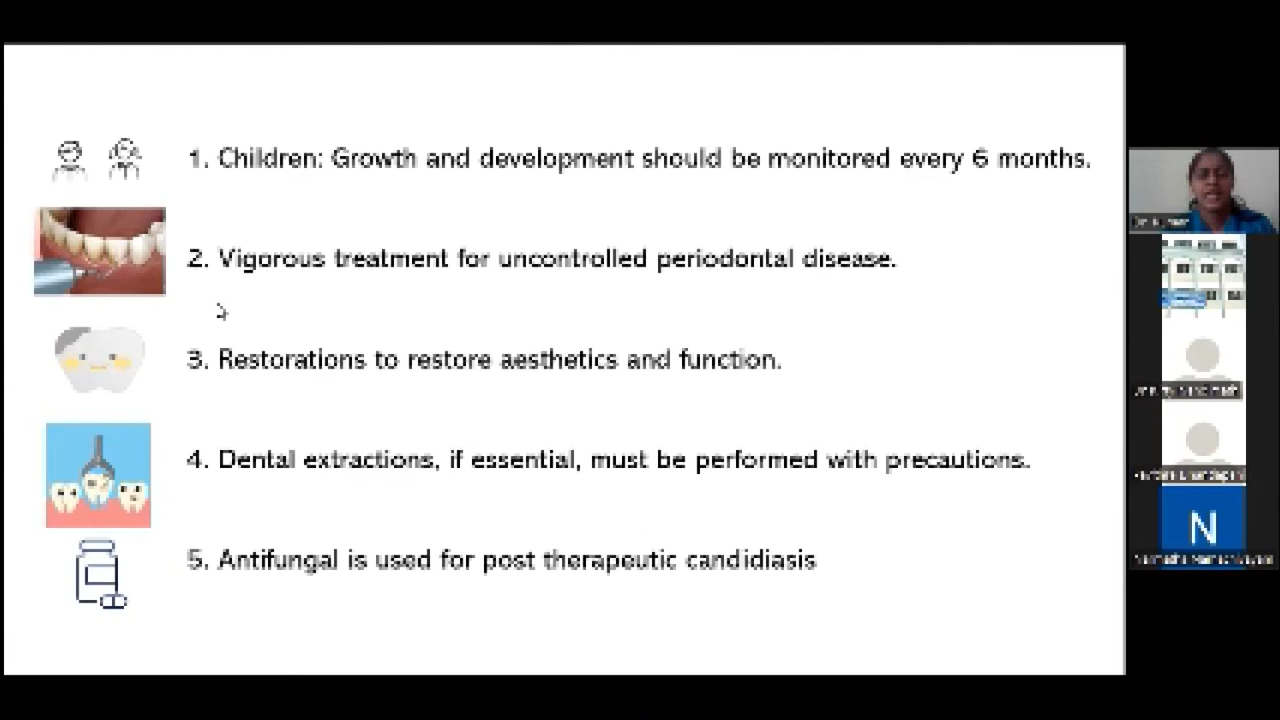 1. Children: Growth and development should be monitored every 6 months.
2. Vigorous treatment for uncontrolled periodontal disease.
3. Restorations to restore aesthetics and function.
4. Dental extractions, if essential, must be performed with precautions.
5. Antifungal is used for post therapeutic candidiasis
N